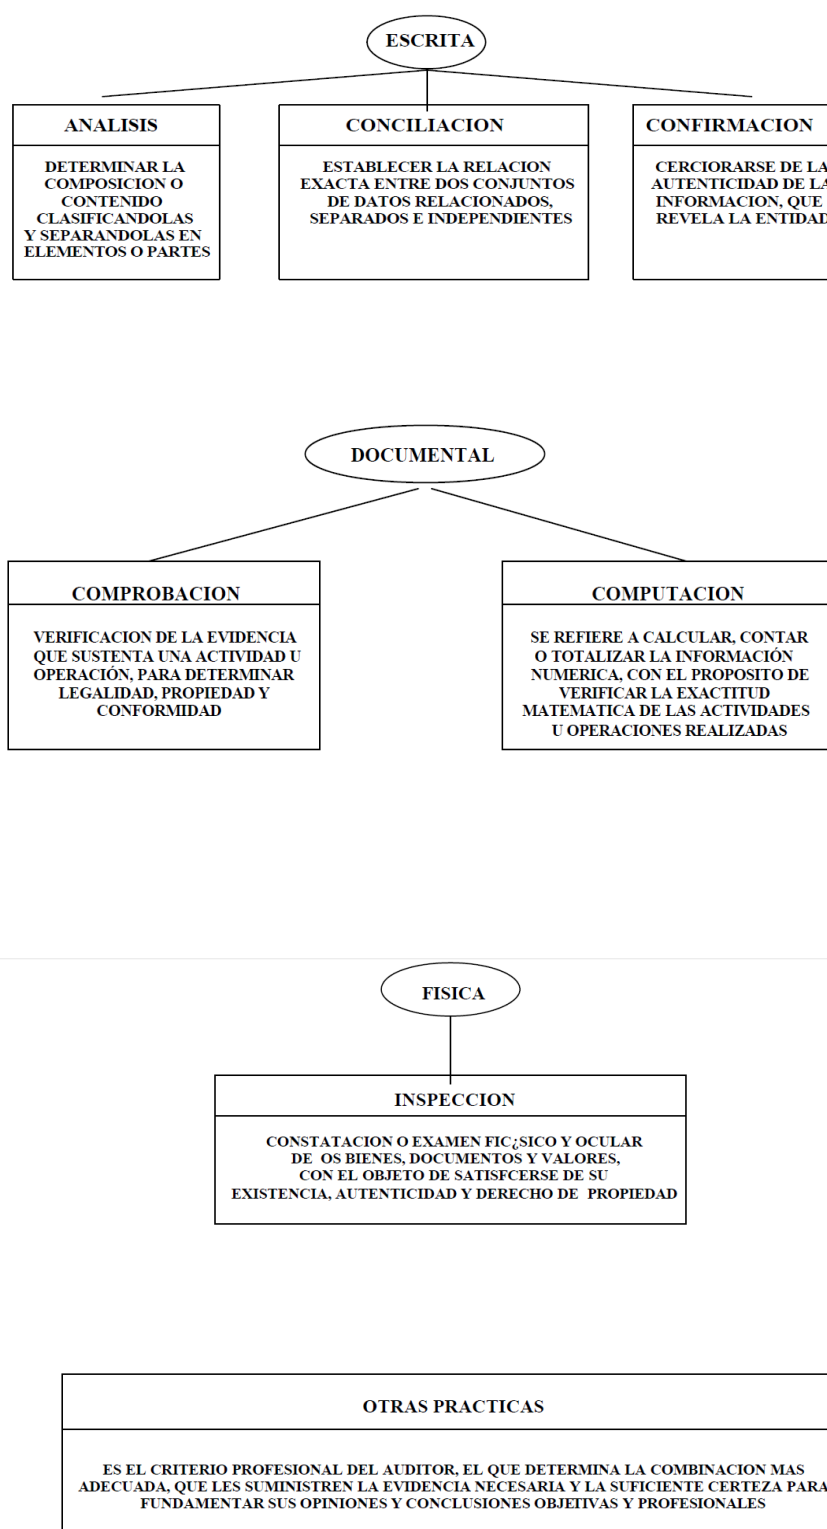 ESCRITA
ANALISIS
DETERMINAR LA
COMPOSICION O
CONTENIDO
CLASIFICANDOLAS
Y SEPARANDOLAS EN
ELEMENTOS O PARTES
CONCILIACION
ESTABLECER LA RELACION
EXACTA ENTRE DOS CONJUNTOS
DE DATOS RELACIONADOS,
SEPARADOS E INDEPENDIENTES
CONFIRMACION
CERCIORARSE DE LA
AUTENTICIDAD DE LA
INFORMACION, QUE
REVELA LA ENTIDAD
DOCUMENTAL
COMPROBACION
VERIFICACION DE LA EVIDENCIA
QUE SUSTENTA UNA ACTIVIDAD U
OPERACIÓN, PARA DETERMINAR
LEGALIDAD, PROPIEDAD Y
CONFORMIDAD
COMPUTACION
SE REFIERE A CALCULAR, CONTAR
O TOTALIZAR LA INFORMACIÓN
NUMERICA, CON EL PROPOSITO DE
VERIFICAR LA EXACTITUD
MATEMATICA DE LAS ACTIVIDADES
U OPERACIONES REALIZADAS
FISICA
INSPECCION
CONSTATACION O EXAMEN FIC¿SICO Y OCULAR
DE OS BIENES, DOCUMENTOS Y VALORES,
CON EL OBJETO DE SATISFCERSE DE SU
EXISTENCIA, AUTENTICIDAD Y DERECHO DE PROPIEDAD
OTRAS PRACTICAS
ES EL CRITERIO PROFESIONAL DEL AUDITOR, EL QUE DETERMINA LA COMBINACION MAS
ADECUADA, QUE LES SUMINISTREN LA EVIDENCIA NECESARIA Y LA SUFICIENTE CERTEZA PARA
FUNDAMENTAR SUS OPINIONES Y CONCLUSIONES OBJETIVAS Y PROFESIONALES